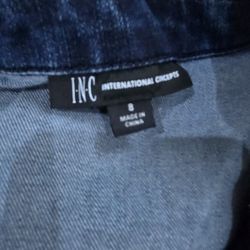 I·N·C INTERNATIONAL CONCEPTS
8
MADE IN
CHINA